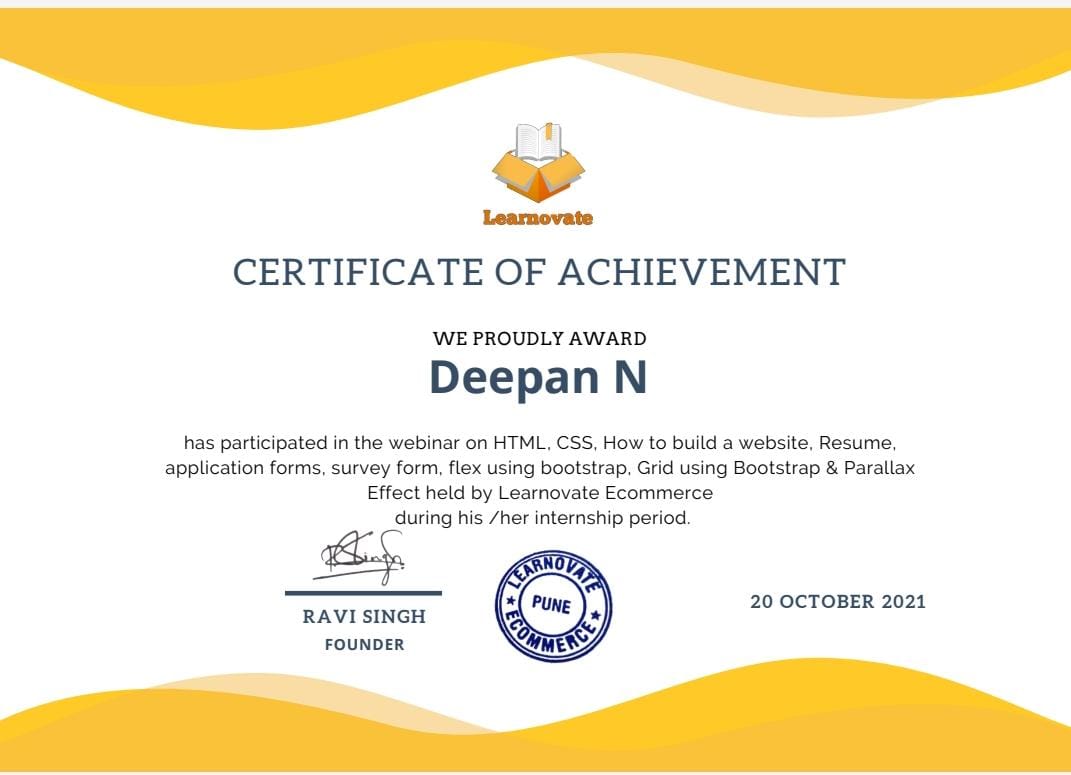 Learnovate
CERTIFICATE OF ACHIEVEMENT
WE PROUDLY AWARD
Deepan N
has participated in the webinar on HTML, CSS, How to build a website, Resume,
application forms, survey form, flex using bootstrap, Grid using Bootstrap & Parallax
Effect held by Learnovate Ecommerce
during his /her internship period.
RSingh
RAVI SINGH
FOUNDER
LEARNOVATE
PUNE
ECOMMERCE
20 OCTOBER 2021